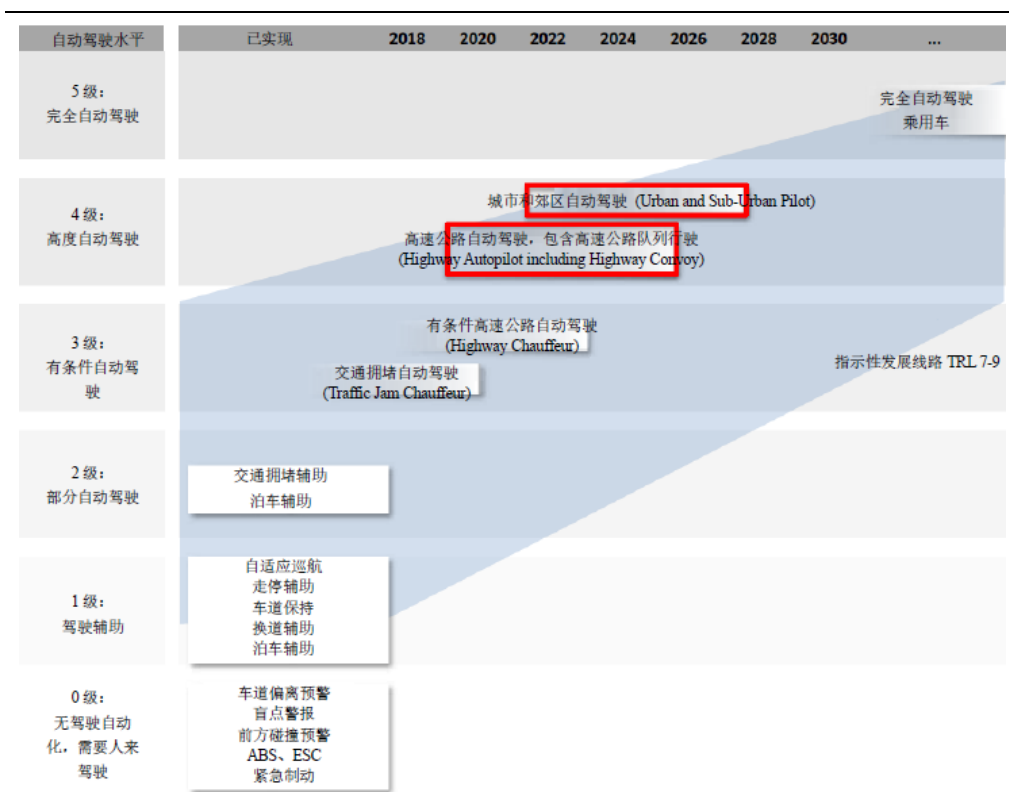 自动驾驶水平 已实现 2018 2020 2022 2024 2026 2028 2030 ...
5 级：
完全自动驾驶
完全自动驾驶
乘用车
4 级：
高度自动驾驶
城市和郊区自动驾驶 (Urban and Sub-Urban Pilot)
高速公路自动驾驶，包含高速公路队列行驶
(Highway Autopilot including Highway Convoy)
3 级：
有条件自动驾
驶
有条件高速公路自动驾驶
(Highway Chauffeur)
交通拥堵自动驾驶
(Traffic Jam Chauffeur)
指示性发展线路 TRL 7-9
2 级：
部分自动驾驶
交通拥堵辅助
泊车辅助
1 级：
驾驶辅助
自适应巡航
走停辅助
车道保持
换道辅助
泊车辅助
0 级：
无驾驶自动
化，需要人来
驾驶
车道偏离预警
盲点警报
前方碰撞预警
ABS、ESC
紧急制动